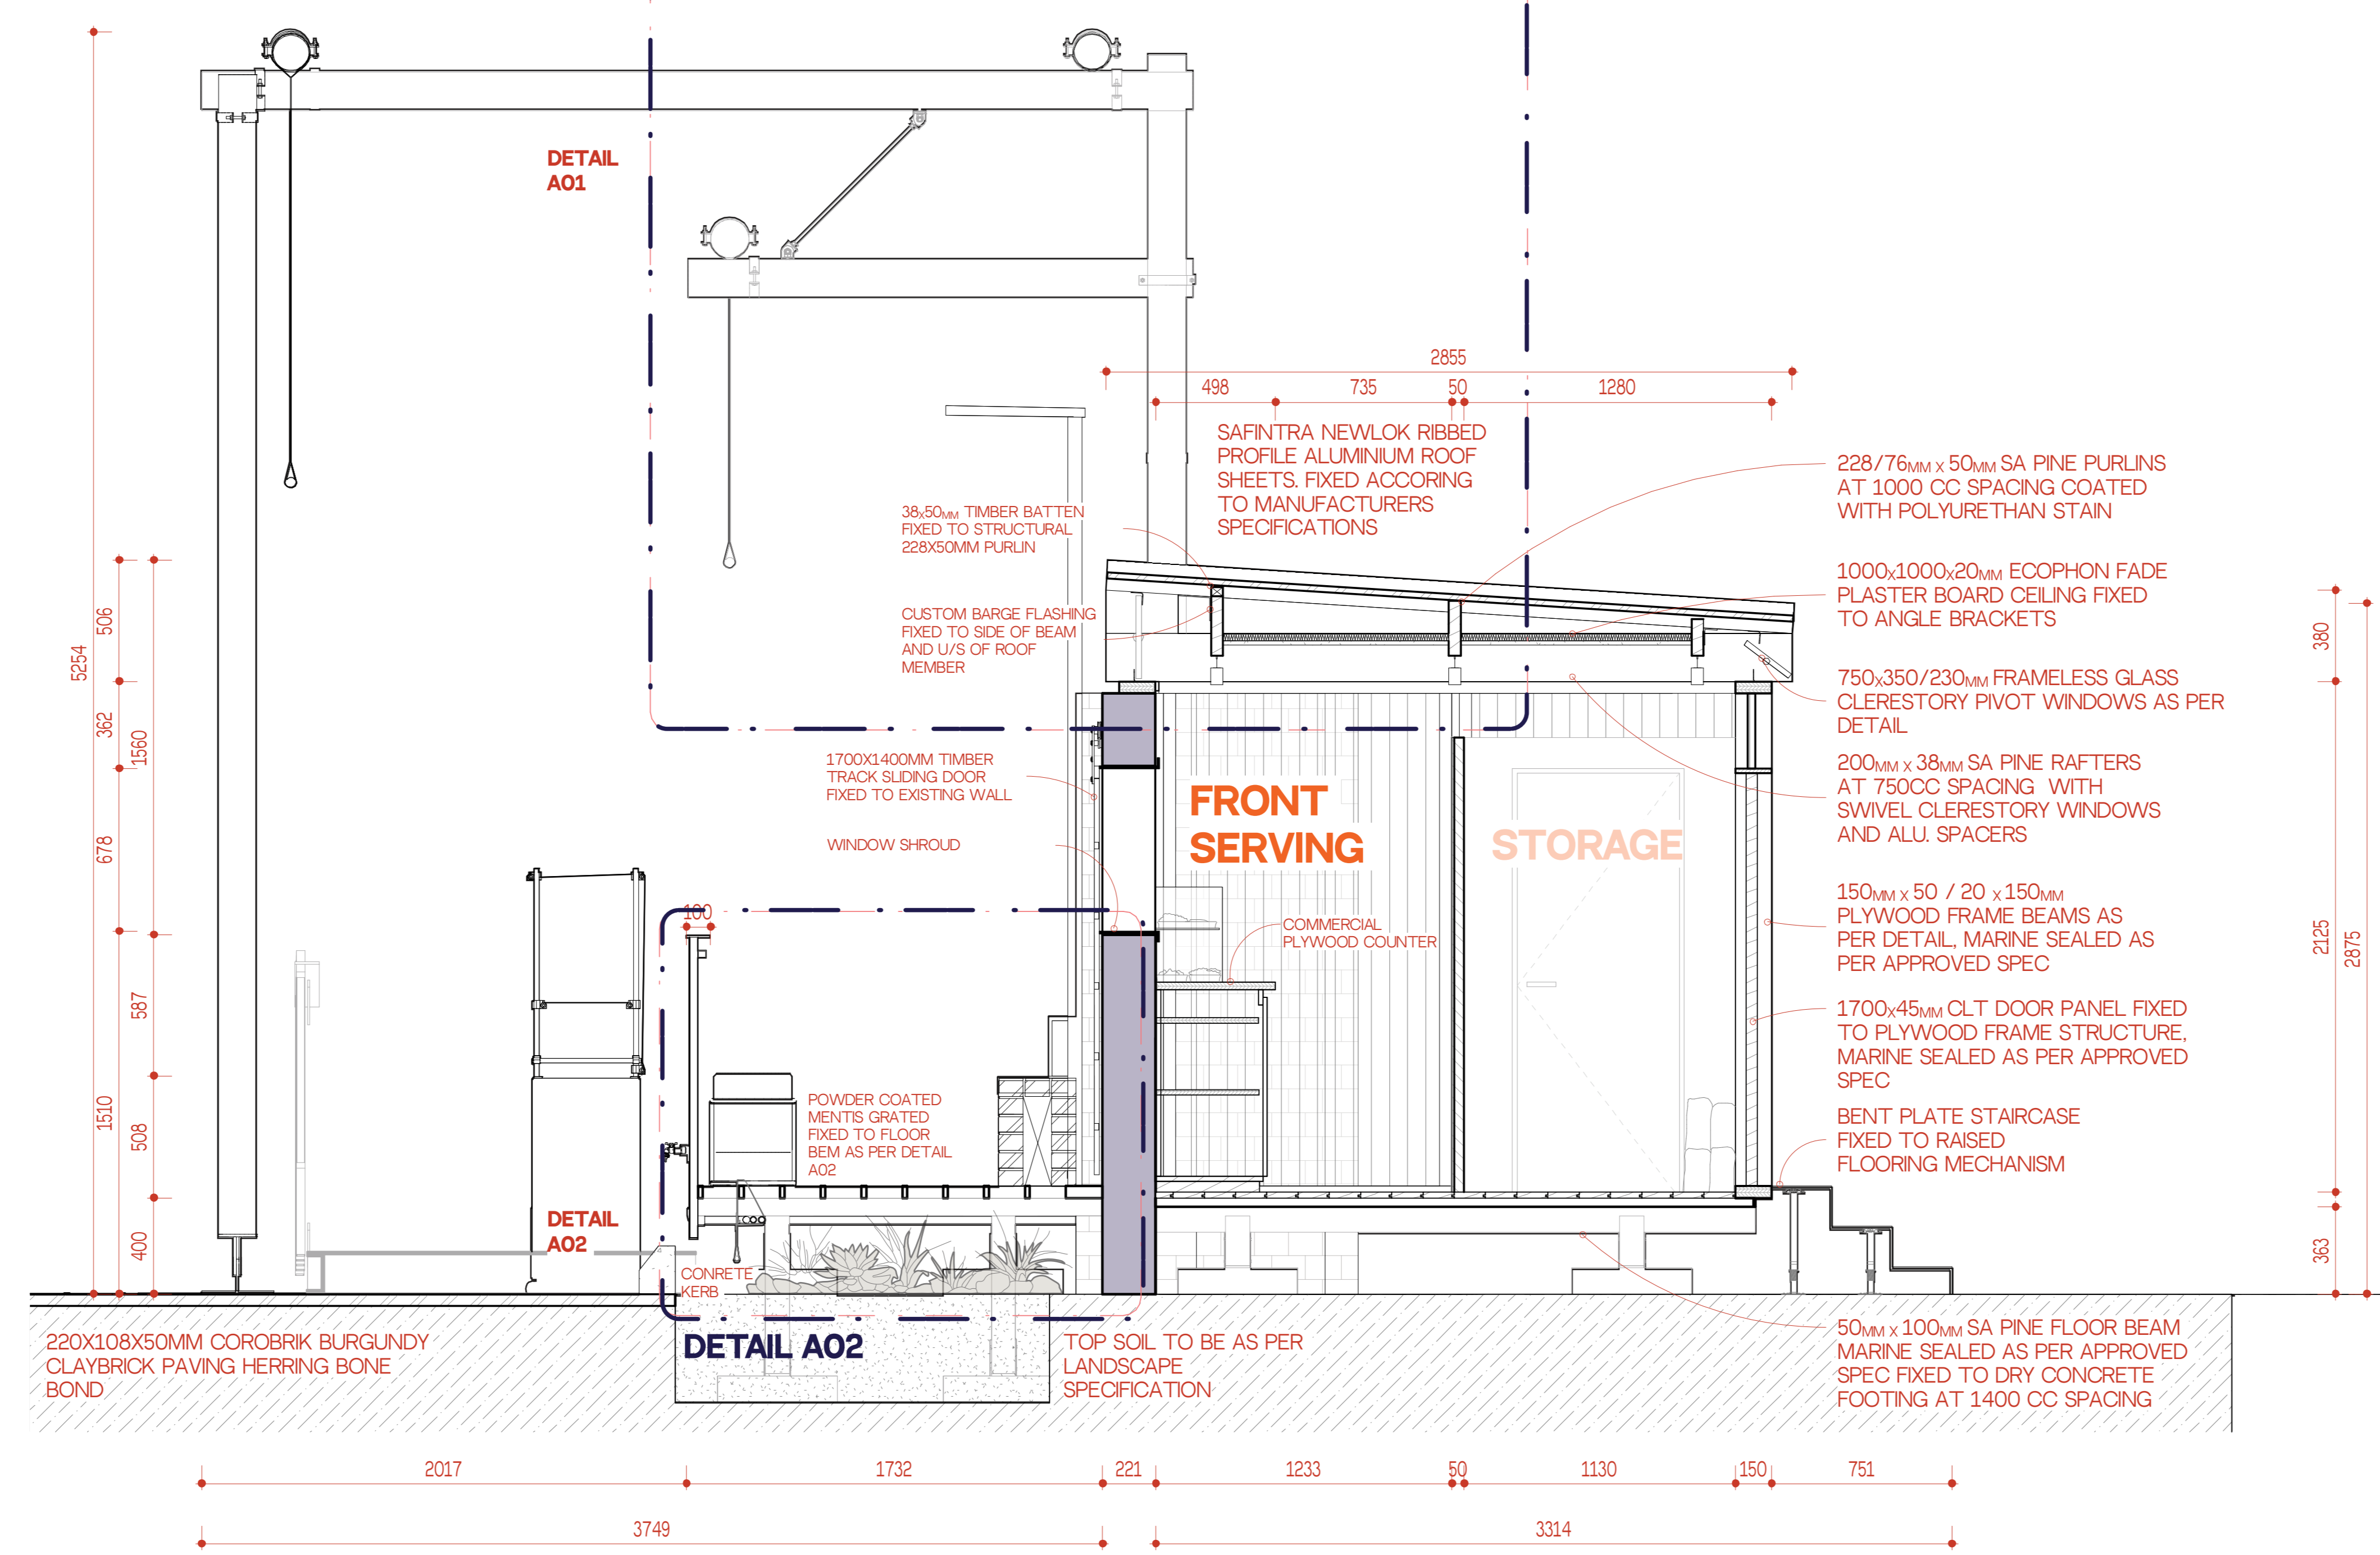 DETAIL
A01
2855
498
735
50
1280
SAFINTRA NEWLOK RIBBED
PROFILE ALUMINIUM ROOF
SHEETS. FIXED ACCORING
TO MANUFACTURERS
SPECIFICATIONS
38x50MM TIMBER BATTEN
FIXED TO STRUCTURAL
228X50MM PURLIN
CUSTOM BARGE FLASHING
FIXED TO SIDE OF BEAM
AND U/S OF ROOF
MEMBER
1700X1400MM TIMBER
TRACK SLIDING DOOR
FIXED TO EXISTING WALL
WINDOW SHROUD
FRONT
SERVING
STORAGE
COMMERCIAL
PLYWOOD COUNTER
100
POWDER COATED
MENTIS GRATED
FIXED TO FLOOR
BEM AS PER DETAIL
A02
DETAIL
A02
CONRETE
KERB
DETAIL A02
TOP SOIL TO BE AS PER
LANDSCAPE
SPECIFICATION
220X108X50MM COROBRIK BURGUNDY
CLAYBRICK PAVING HERRING BONE
BOND
228/76MM x 50MM SA PINE PURLINS
AT 1000 CC SPACING COATED
WITH POLYURETHAN STAIN
1000x1000x20MM ECOPHON FADE
PLASTER BOARD CEILING FIXED
TO ANGLE BRACKETS
750x350/230MM FRAMELESS GLASS
CLERESTORY PIVOT WINDOWS AS PER
DETAIL
200MM x 38MM SA PINE RAFTERS
AT 750CC SPACING WITH
SWIVEL CLERESTORY WINDOWS
AND ALU. SPACERS
150MM x 50 / 20 x 150MM
PLYWOOD FRAME BEAMS AS
PER DETAIL, MARINE SEALED AS
PER APPROVED SPEC
1700x45MM CLT DOOR PANEL FIXED
TO PLYWOOD FRAME STRUCTURE,
MARINE SEALED AS PER APPROVED
SPEC
BENT PLATE STAIRCASE
FIXED TO RAISED
FLOORING MECHANISM
50MM x 100MM SA PINE FLOOR BEAM
MARINE SEALED AS PER APPROVED
SPEC FIXED TO DRY CONCRETE
FOOTING AT 1400 CC SPACING
5254
506
362
678
1510
1560
587
508
400
380
2125
363
2875
2017
1732
221
1233
50
1130
150
751
3749
3314